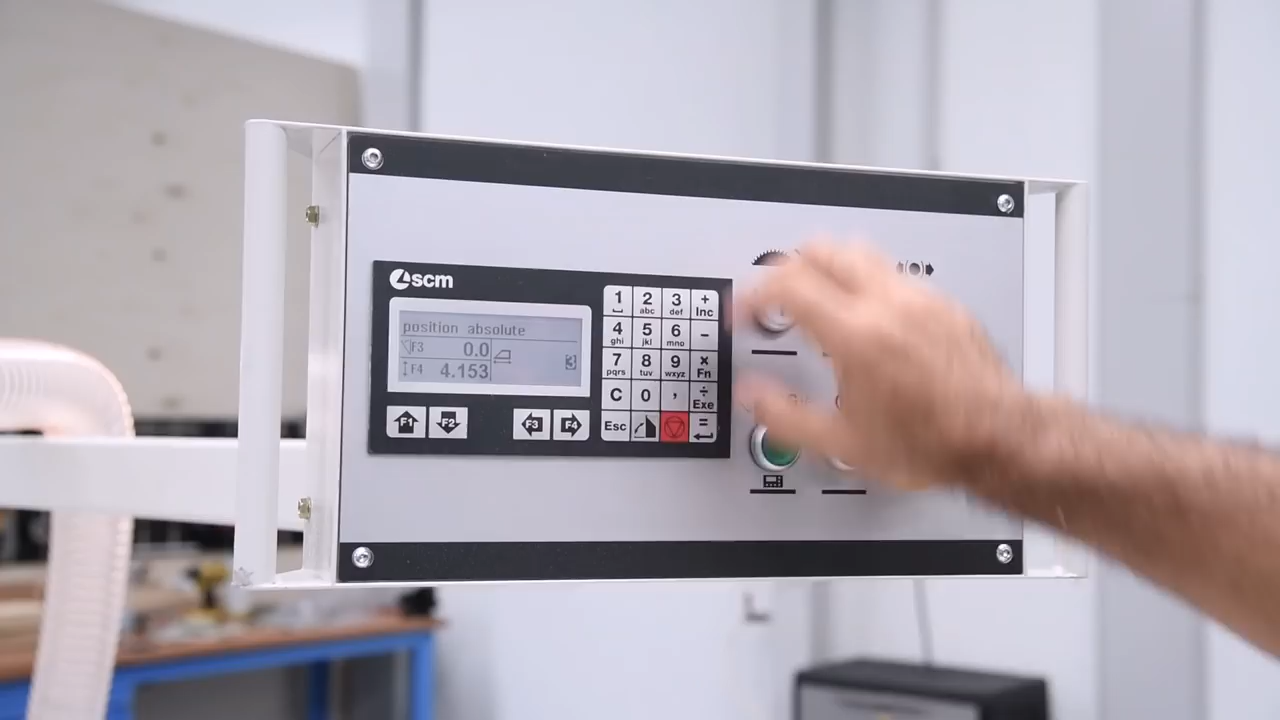 scm
position absolute
F3 0.0
F4 4.153
3
F1 F2 F3 F4
1 2 abc 3 def + Inc
4 ghi 5 jkl 6 mno −
7 pqrs 8 tuv 9 wxyz × Fn
C 0 , ÷ Exe
Esc =